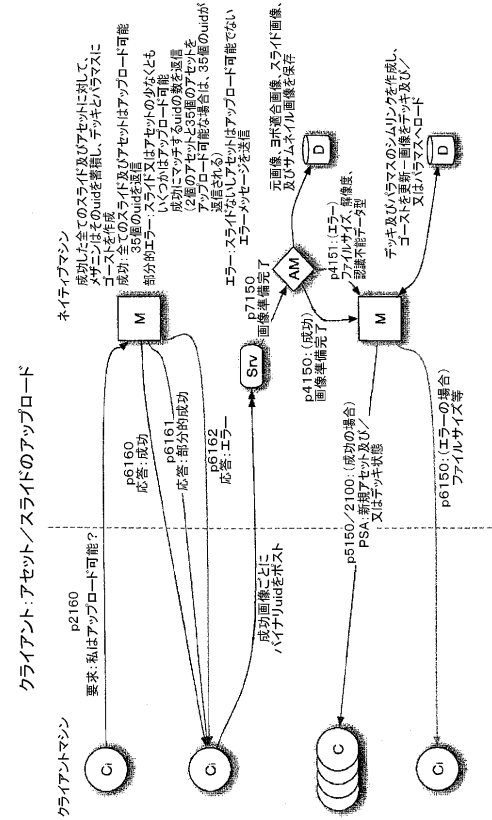 クライアント:アセット/スライドのアップロード
クライアントマシン
ネイティブマシン
Ci
p2160
要求:私はアップロード可能?
M
成功した全てのスライド及びアセットに対して、
メザニンはそのuidを蓄積し、デッキとパラマスに
ゴーストを作成
成功:全てのスライド及びアセットはアップロード可能
35個のuidを返信
部分的エラー:スライド又はアセットの少なくとも
いくつかはアップロード可能
成功にマッチするuidの数を返信
(2個のアセットと35個のアセットを
アップロード可能な場合は、35個のuidが
返信される)
エラー:スライドないしアセットはアップロード可能でない
エラーメッセージを送信
p6160
応答:成功
p6161
応答:部分的成功
p6162
応答:エラー
Ci
成功画像ごとに
バイナリuidをポスト
Srv
p7150
画像準備完了
AM
D
元画像、ヨボ適合画像、スライド画像、
及びサムネイル画像を保存
p4150:(成功)
画像準備完了
p4151:(エラー)
ファイルサイズ、解像度、
認識不能データ型
M
D
デッキ及びパラマスのシムリンクを作成し、
ゴーストを更新−画像をデッキ及び/
又はパラマスへロード
C
p5150/2100:(成功の場合)
PSA:新規アセット及び/
又はデッキ状態
Ci
p6150:(エラーの場合)
ファイルサイズ等